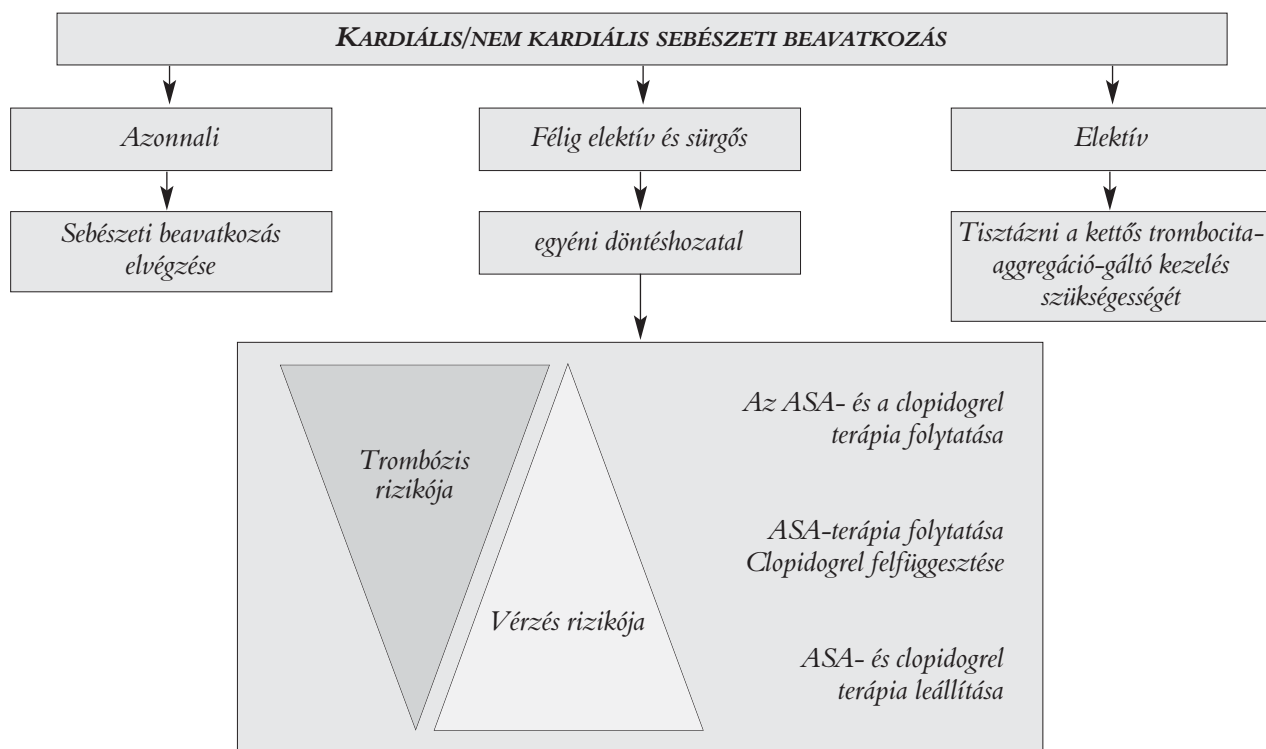 KARDIÁLIS/NEM KARDIÁLIS SEBÉSZETI BEAVATKOZÁS
Azonnali
Félig elektív és sürgős
Elektív
Sebészeti beavatkozás
elvégzése
egyéni döntéshozatal
Tisztázni a kettős trombocita-
aggregáció-gáltó kezelés
szükségességét
Trombózis
rizikója
Vérzés rizikója
Az ASA- és a clopidogrel
terápia folytatása
ASA-terápia folytatása
Clopidogrel felfüggesztése
ASA- és clopidogrel
terápia leállítása